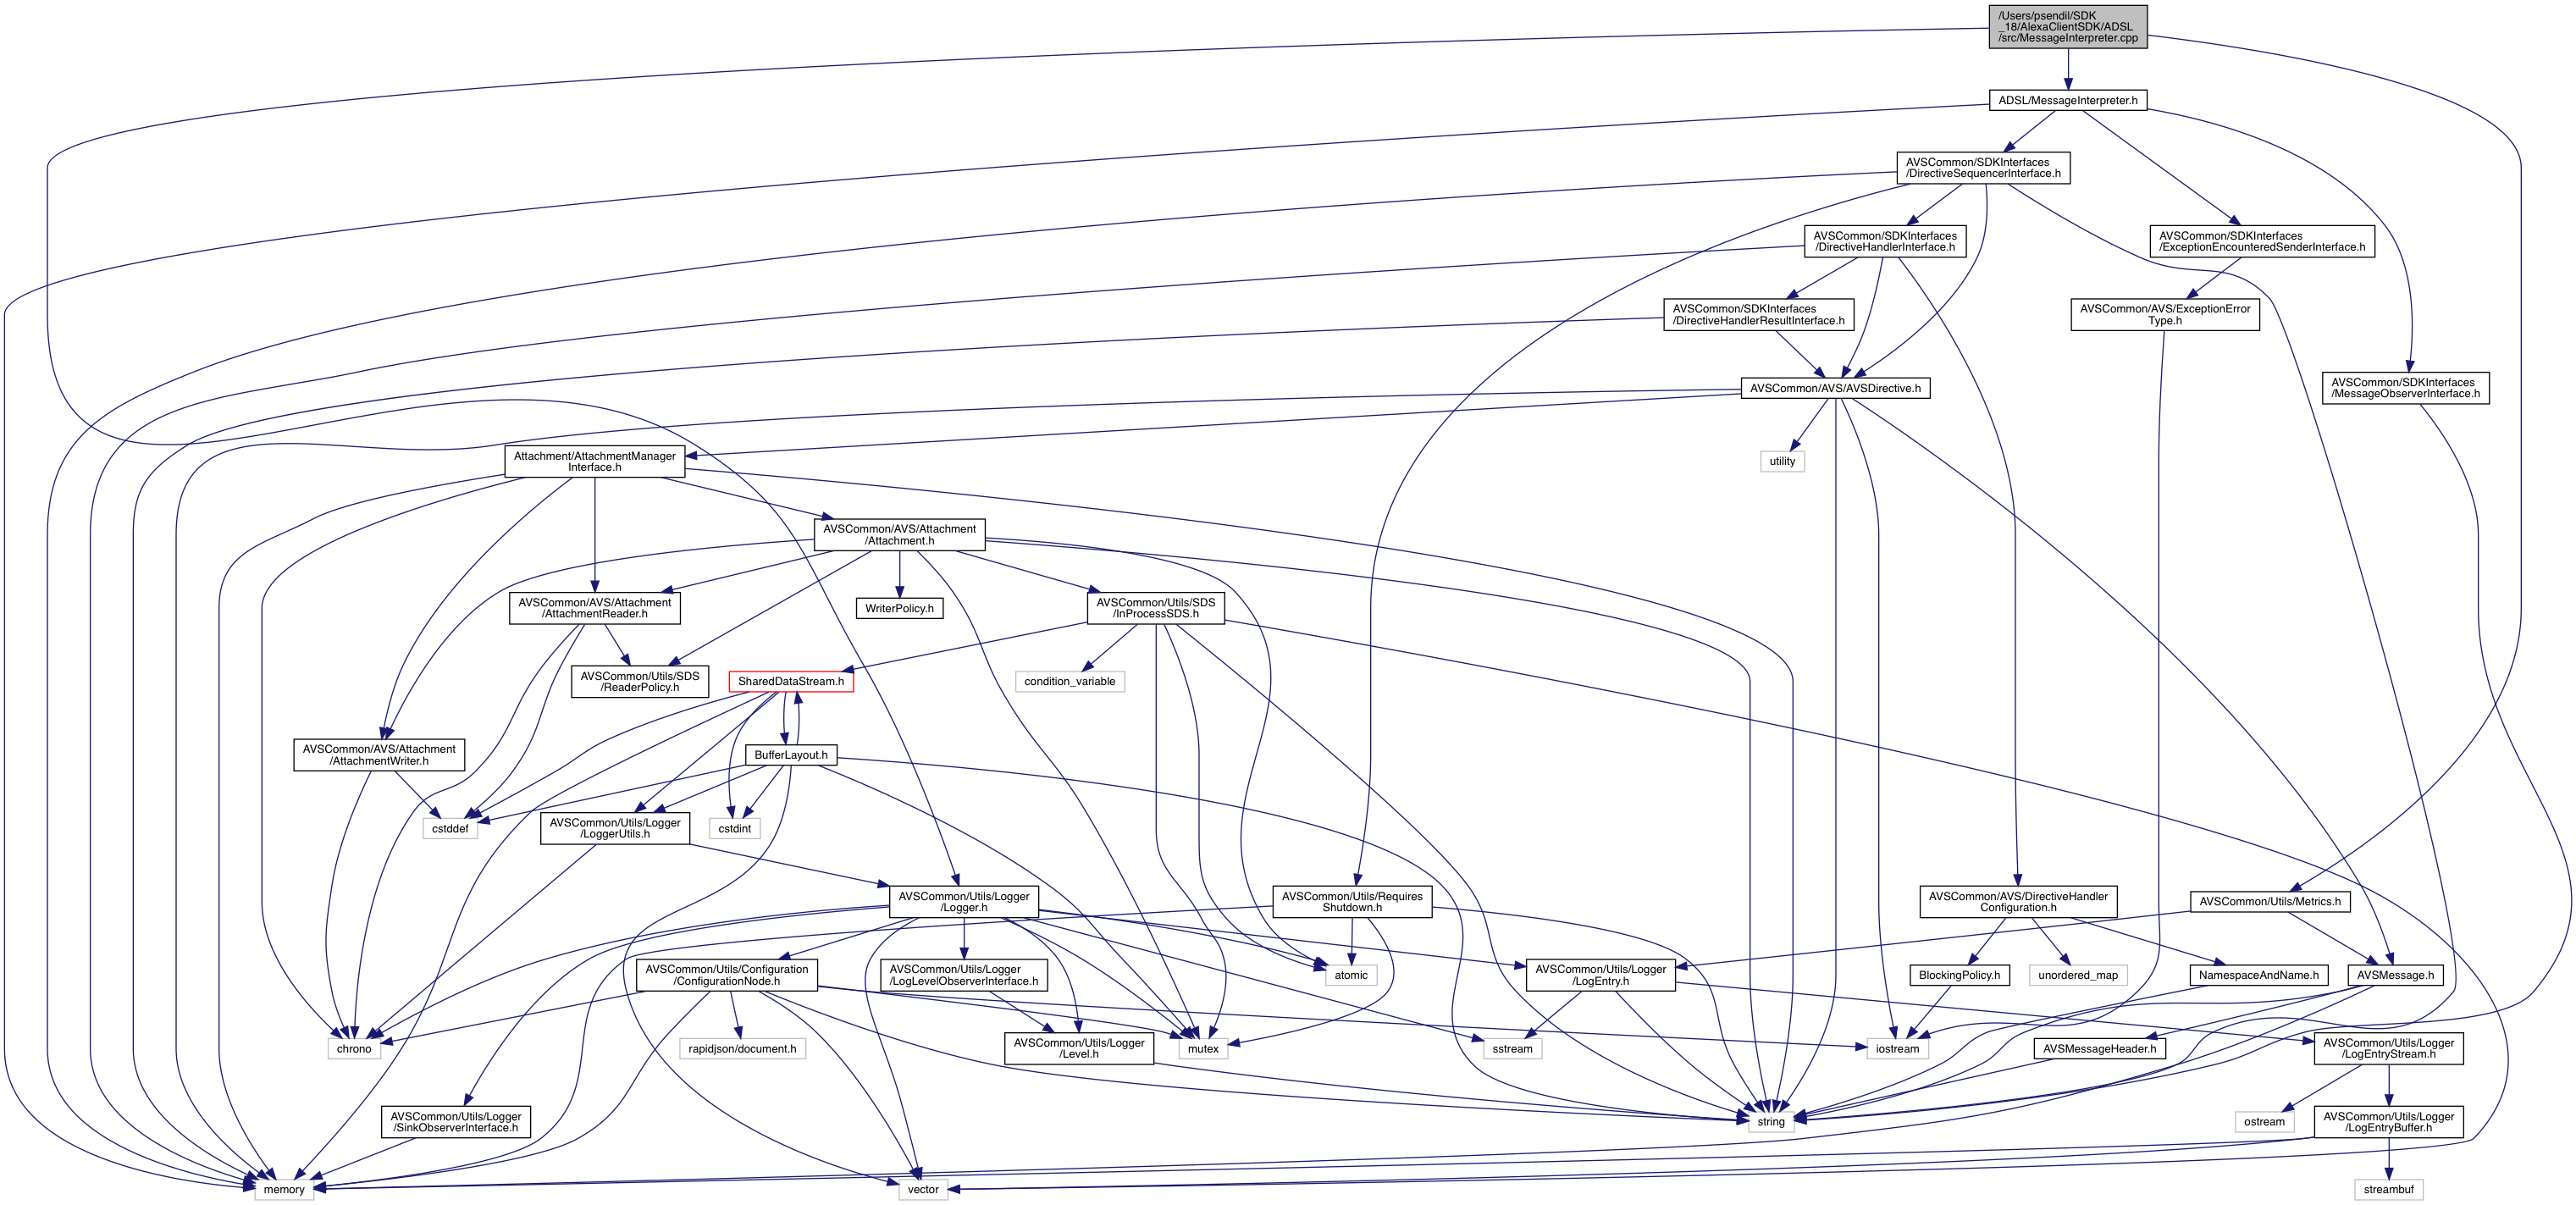 /Users/psendil/SDK
_18/AlexaClientSDK/ADSL
/src/MessageInterpreter.cpp
ADSL/MessageInterpreter.h
AVSCommon/SDKInterfaces
/DirectiveSequencerInterface.h
AVSCommon/SDKInterfaces
/DirectiveHandlerInterface.h
AVSCommon/SDKInterfaces
/ExceptionEncounteredSenderInterface.h
AVSCommon/SDKInterfaces
/DirectiveHandlerResultInterface.h
AVSCommon/AVS/ExceptionError
Type.h
AVSCommon/AVS/AVSDirective.h
AVSCommon/SDKInterfaces
/MessageObserverInterface.h
Attachment/AttachmentManager
Interface.h
utility
AVSCommon/AVS/Attachment
/Attachment.h
AVSCommon/AVS/Attachment
/AttachmentReader.h
WriterPolicy.h
AVSCommon/Utils/SDS
/InProcessSDS.h
AVSCommon/Utils/SDS
/ReaderPolicy.h
SharedDataStream.h
condition_variable
AVSCommon/AVS/Attachment
/AttachmentWriter.h
BufferLayout.h
cstddef
AVSCommon/Utils/Logger
/LoggerUtils.h
cstdint
AVSCommon/Utils/Logger
/Logger.h
AVSCommon/Utils/Requires
Shutdown.h
AVSCommon/AVS/DirectiveHandler
Configuration.h
AVSCommon/Utils/Metrics.h
AVSCommon/Utils/Configuration
/ConfigurationNode.h
AVSCommon/Utils/Logger
/LogLevelObserverInterface.h
atomic
AVSCommon/Utils/Logger
/LogEntry.h
BlockingPolicy.h
unordered_map
NamespaceAndName.h
AVSMessage.h
chrono
rapidjson/document.h
AVSCommon/Utils/Logger
/Level.h
mutex
sstream
iostream
AVSMessageHeader.h
AVSCommon/Utils/Logger
/LogEntryStream.h
AVSCommon/Utils/Logger
/SinkObserverInterface.h
string
ostream
AVSCommon/Utils/Logger
/LogEntryBuffer.h
memory
vector
streambuf